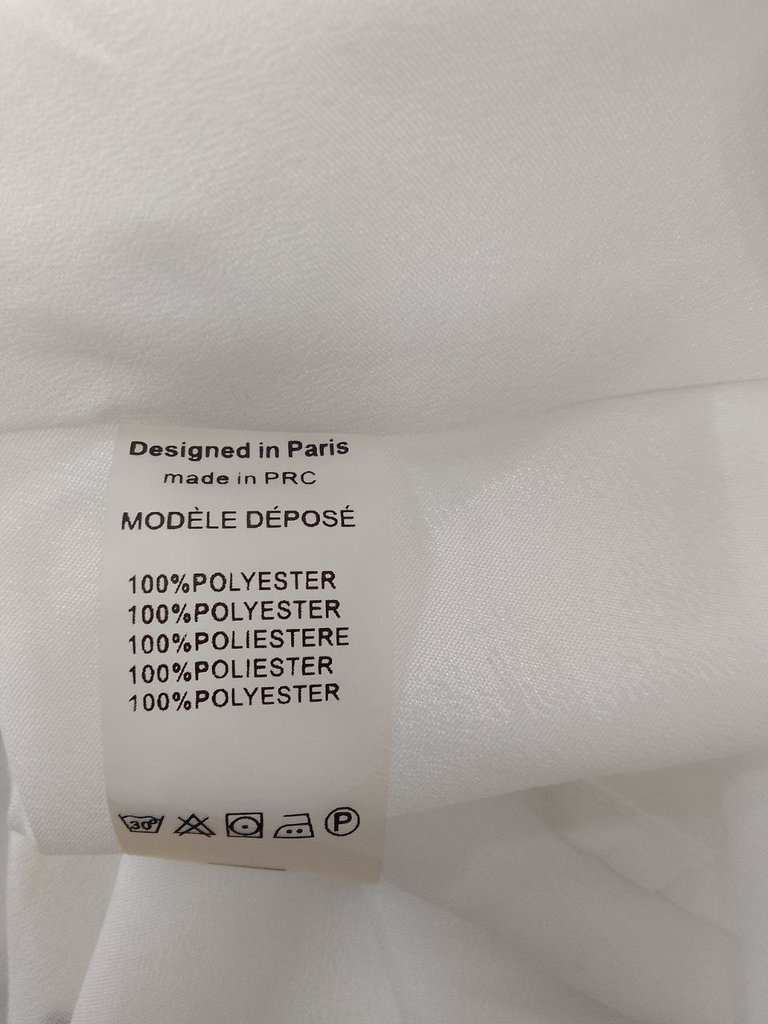 Designed in Paris
made in PRC
MODÈLE DÉPOSÉ
100%POLYESTER
100%POLYESTER
100%POLIESTERE
100%POLIESTER
100%POLYESTER
30° P